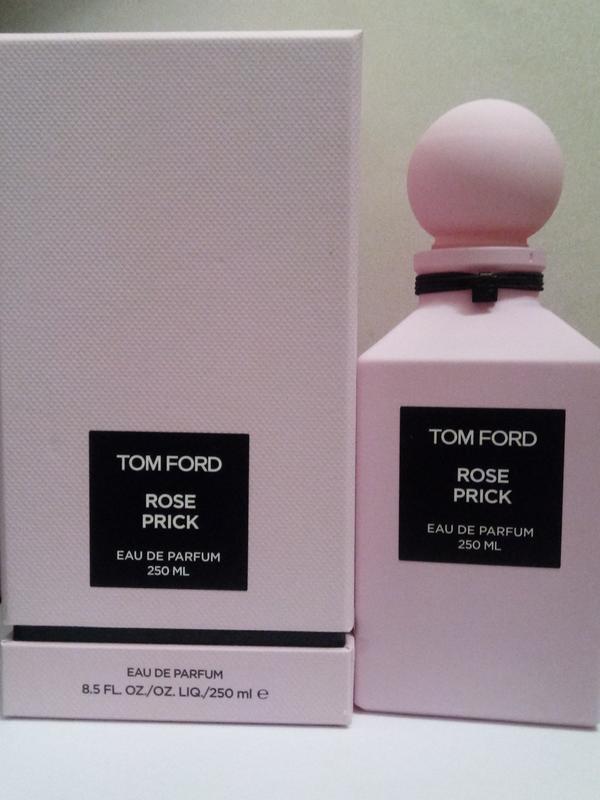 TOM FORD
ROSE
PRICK
EAU DE PARFUM
250 ML
EAU DE PARFUM
8.5 FL. OZ./OZ. LIQ./250 ml ℮
TOM FORD
ROSE
PRICK
EAU DE PARFUM
250 ML